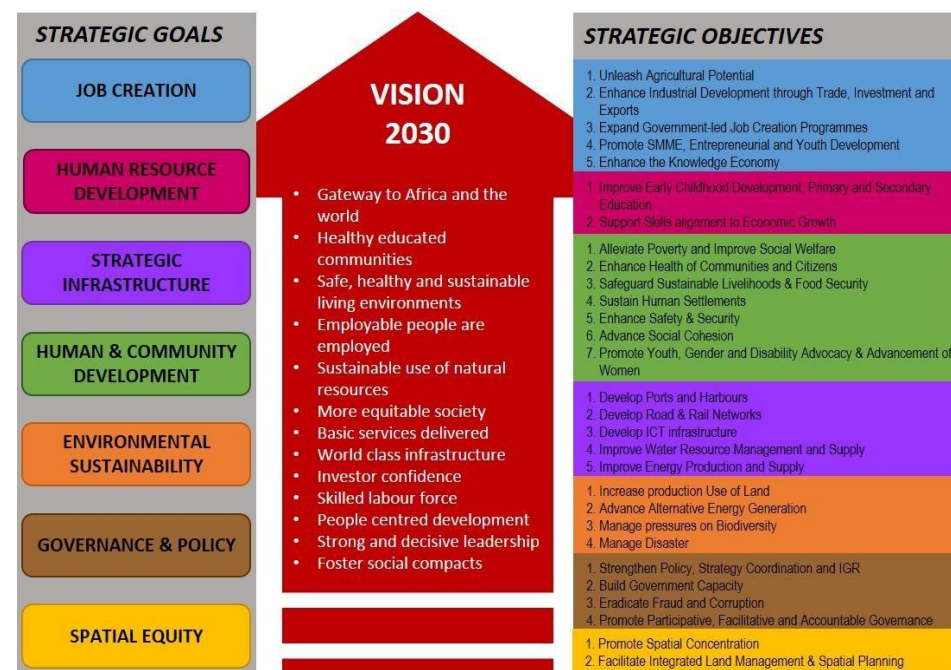 STRATEGIC GOALS
JOB CREATION
HUMAN RESOURCE
DEVELOPMENT
STRATEGIC
INFRASTRUCTURE
HUMAN & COMMUNITY
DEVELOPMENT
ENVIRONMENTAL
SUSTAINABILITY
GOVERNANCE & POLICY
SPATIAL EQUITY
VISION
2030
• Gateway to Africa and the
world
• Healthy educated
communities
• Safe, healthy and sustainable
living environments
• Employable people are
employed
• Sustainable use of natural
resources
• More equitable society
• Basic services delivered
• World class infrastructure
• Investor confidence
• Skilled labour force
• People centred development
• Strong and decisive leadership
• Foster social compacts
STRATEGIC OBJECTIVES
1. Unleash Agricultural Potential
2. Enhance Industrial Development through Trade, Investment and
Exports
3. Expand Government-led Job Creation Programmes
4. Promote SMME, Entrepreneurial and Youth Development
5. Enhance the Knowledge Economy
1. Improve Early Childhood Development, Primary and Secondary
Education
2. Support Skills alignment to Economic Growth
1. Alleviate Poverty and Improve Social Welfare
2. Enhance Health of Communities and Citizens
3. Safeguard Sustainable Livelihoods & Food Security
4. Sustain Human Settlements
5. Enhance Safety & Security
6. Advance Social Cohesion
7. Promote Youth, Gender and Disability Advocacy & Advancement of
Women
1. Develop Ports and Harbours
2. Develop Road & Rail Networks
3. Develop ICT infrastructure
4. Improve Water Resource Management and Supply
5. Improve Energy Production and Supply
1. Increase production Use of Land
2. Advance Alternative Energy Generation
3. Manage pressures on Biodiversity
4. Manage Disaster
1. Strengthen Policy, Strategy Coordination and IGR
2. Build Government Capacity
3. Eradicate Fraud and Corruption
4. Promote Participative, Facilitative and Accountable Governance
1. Promote Spatial Concentration
2. Facilitate Integrated Land Management & Spatial Planning